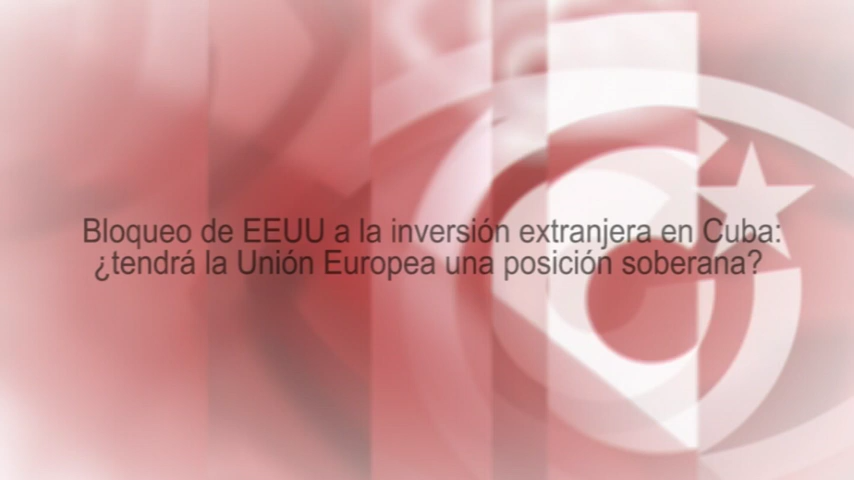 Bloqueo de EEUU a la inversión extranjera en Cuba:
¿tendrá la Unión Europea una posición soberana?